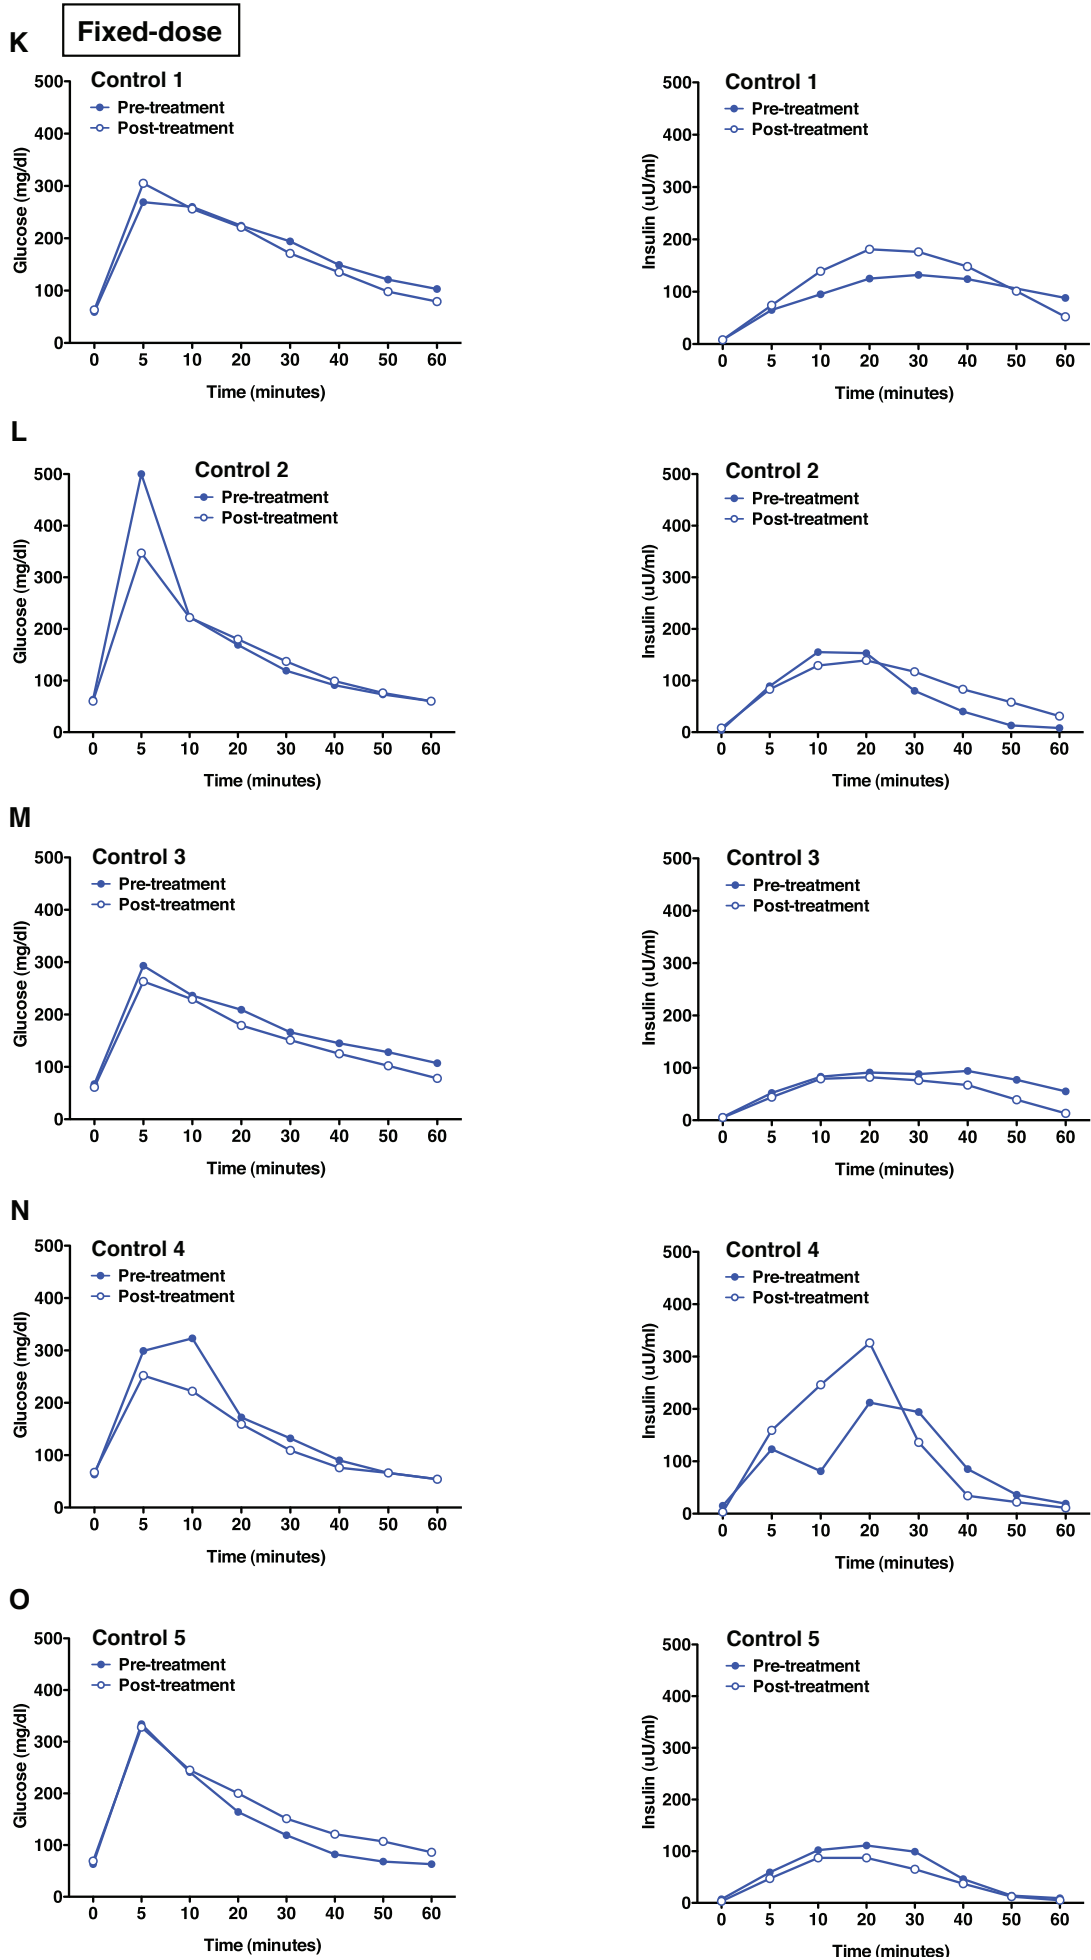 K
Fixed-dose
Control 1
Pre-treatment
Post-treatment
500
400
300
200
100
0
Glucose (mg/dl)
0 5 10 20 30 40 50 60
Time (minutes)
Control 1
Pre-treatment
Post-treatment
500
400
300
200
100
0
Insulin (uU/ml)
0 5 10 20 30 40 50 60
Time (minutes)
L
Control 2
Pre-treatment
Post-treatment
500
400
300
200
100
0
Glucose (mg/dl)
0 5 10 20 30 40 50 60
Time (minutes)
Control 2
Pre-treatment
Post-treatment
500
400
300
200
100
0
Insulin (uU/ml)
0 5 10 20 30 40 50 60
Time (minutes)
M
Control 3
Pre-treatment
Post-treatment
500
400
300
200
100
0
Glucose (mg/dl)
0 5 10 20 30 40 50 60
Time (minutes)
Control 3
Pre-treatment
Post-treatment
500
400
300
200
100
0
Insulin (uU/ml)
0 5 10 20 30 40 50 60
Time (minutes)
N
Control 4
Pre-treatment
Post-treatment
500
400
300
200
100
0
Glucose (mg/dl)
0 5 10 20 30 40 50 60
Time (minutes)
Control 4
Pre-treatment
Post-treatment
500
400
300
200
100
0
Insulin (uU/ml)
0 5 10 20 30 40 50 60
Time (minutes)
O
Control 5
Pre-treatment
Post-treatment
500
400
300
200
100
0
Glucose (mg/dl)
0 5 10 20 30 40 50 60
Time (minutes)
Control 5
Pre-treatment
Post-treatment
500
400
300
200
100
0
Insulin (uU/ml)
0 5 10 20 30 40 50 60
Time (minutes)